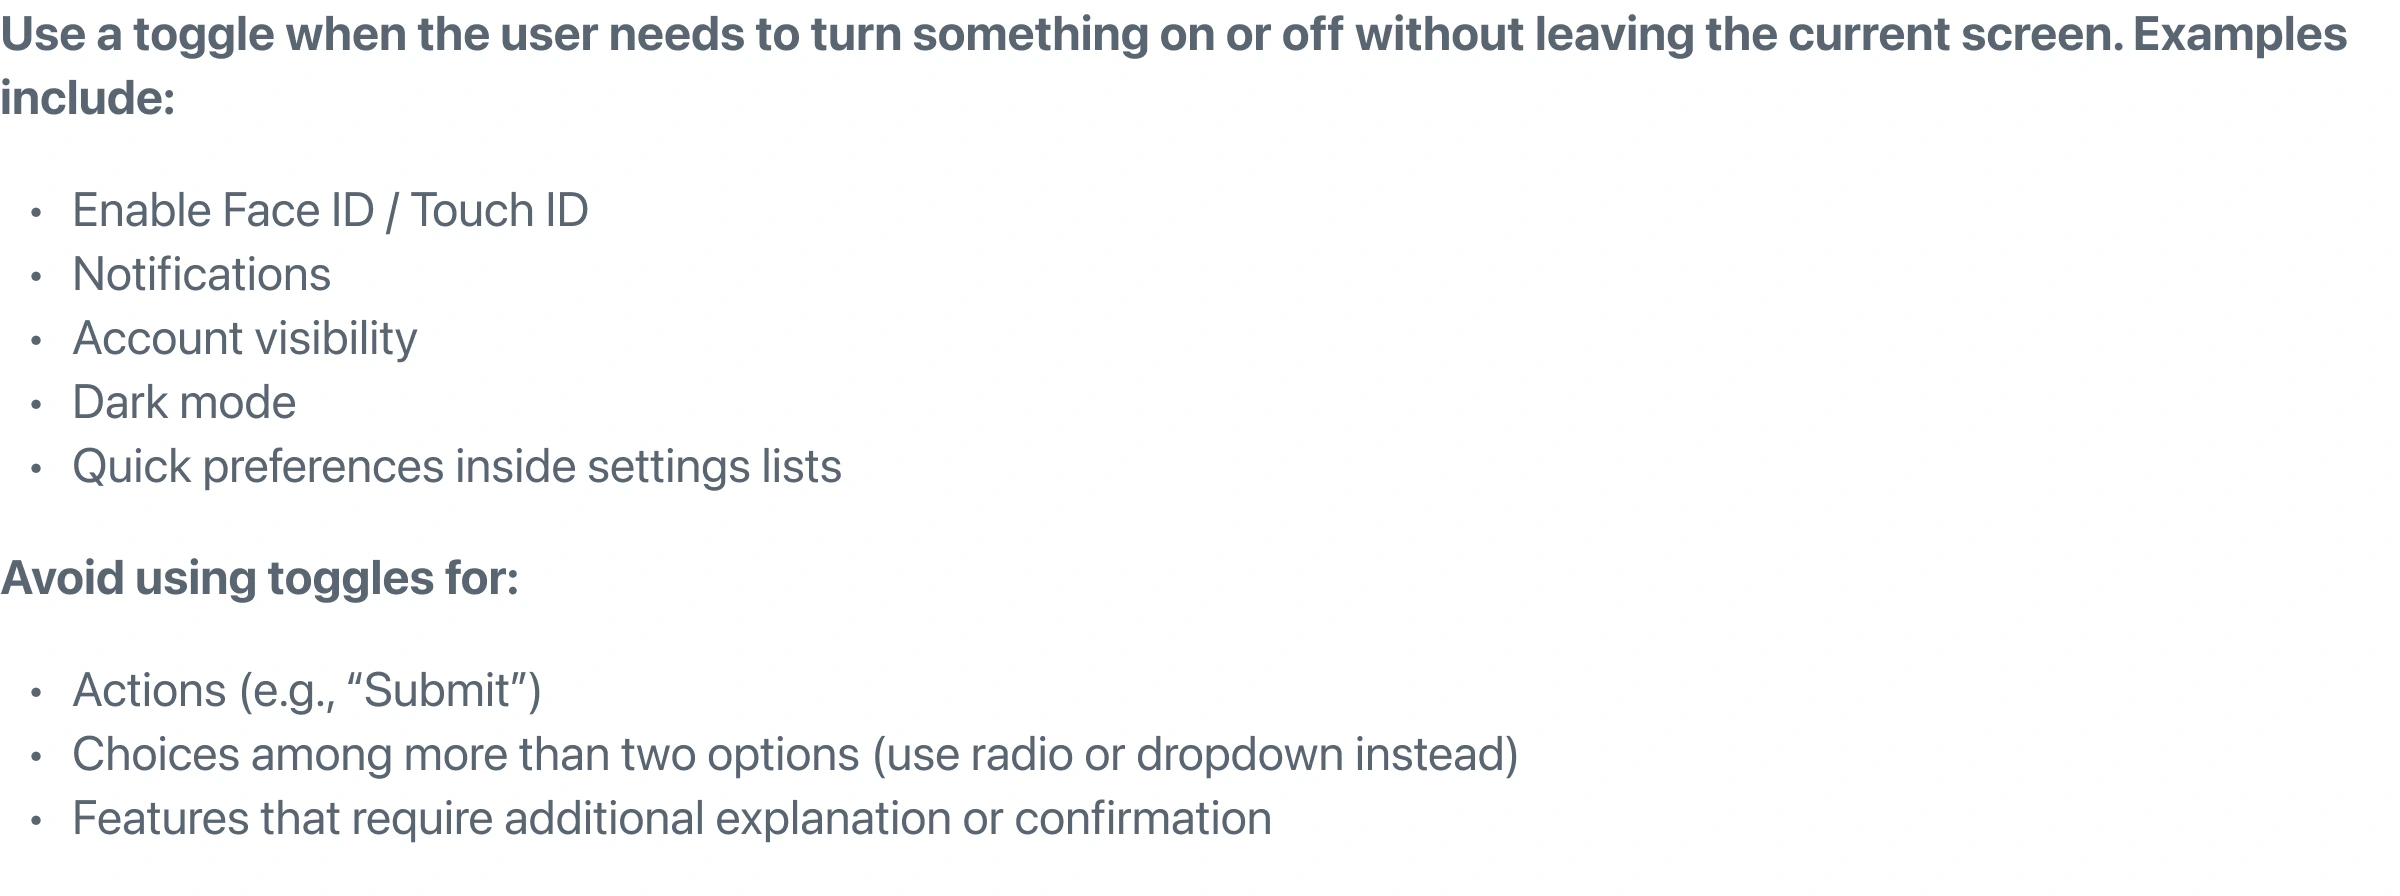 Use a toggle when the user needs to turn something on or off without leaving the current screen. Examples
include:
• Enable Face ID / Touch ID
• Notifications
• Account visibility
• Dark mode
• Quick preferences inside settings lists
Avoid using toggles for:
• Actions (e.g., “Submit”)
• Choices among more than two options (use radio or dropdown instead)
• Features that require additional explanation or confirmation